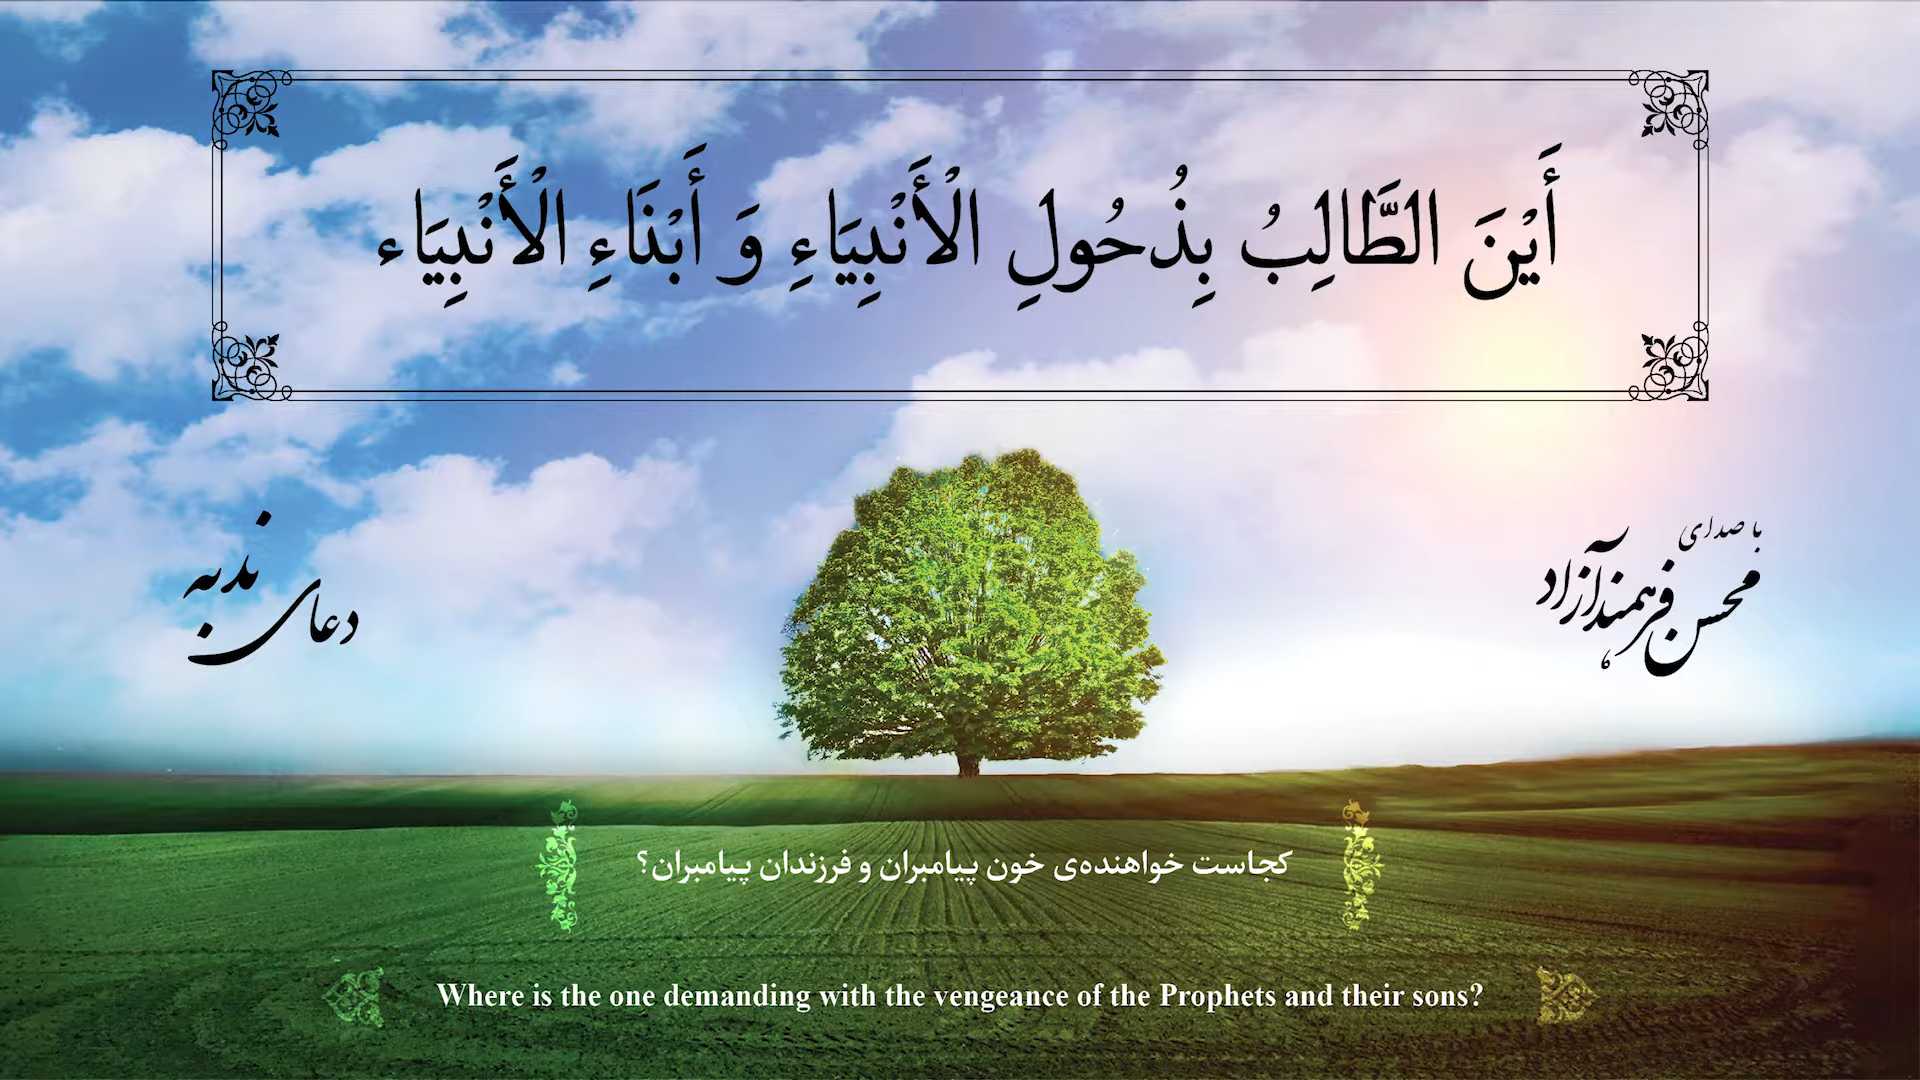 أَيْنَ الطَّالِبُ بِذُحُولِ الْأَنْبِيَاءِ وَ أَبْنَاءِ الْأَنْبِيَاء
با صدای
محسن فرهمند آزاد
دعای ندبه
کجاست خواهنده‌ی خون پیامبران و فرزندان پیامبران؟
Where is the one demanding with the vengeance of the Prophets and their sons?